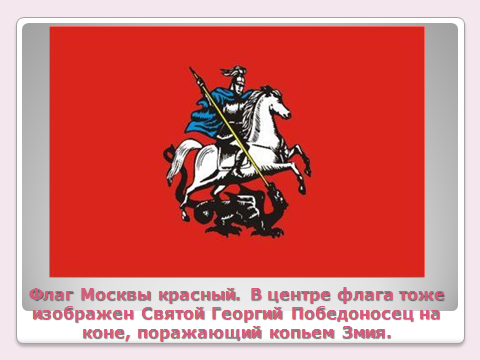 Флаг Москвы красный. В центре флага тоже
изображен Святой Георгий Победоносец на
коне, поражающий копьем Змия.